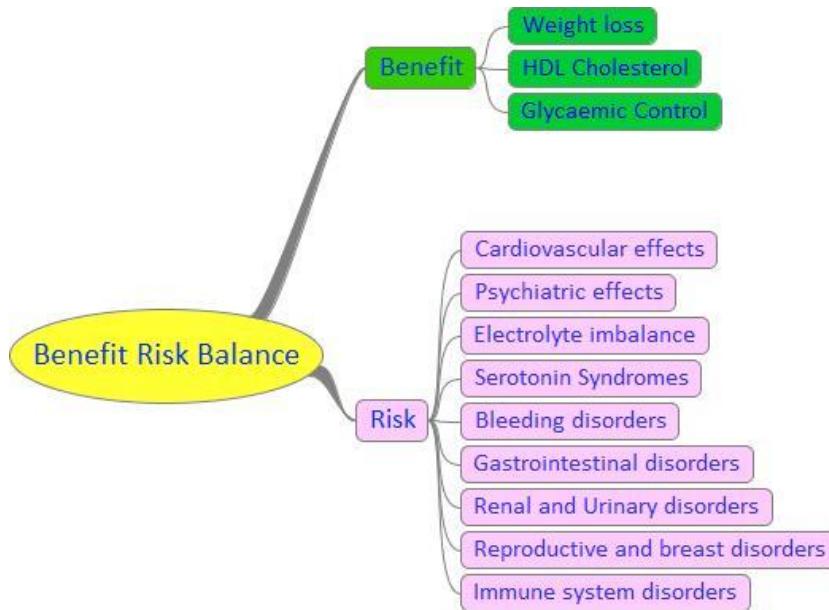 Weight loss
Benefit
HDL Cholesterol
Glycaemic Control
Cardiovascular effects
Psychiatric effects
Electrolyte imbalance
Benefit Risk Balance
Serotonin Syndromes
Risk
Bleeding disorders
Gastrointestinal disorders
Renal and Urinary disorders
Reproductive and breast disorders
Immune system disorders